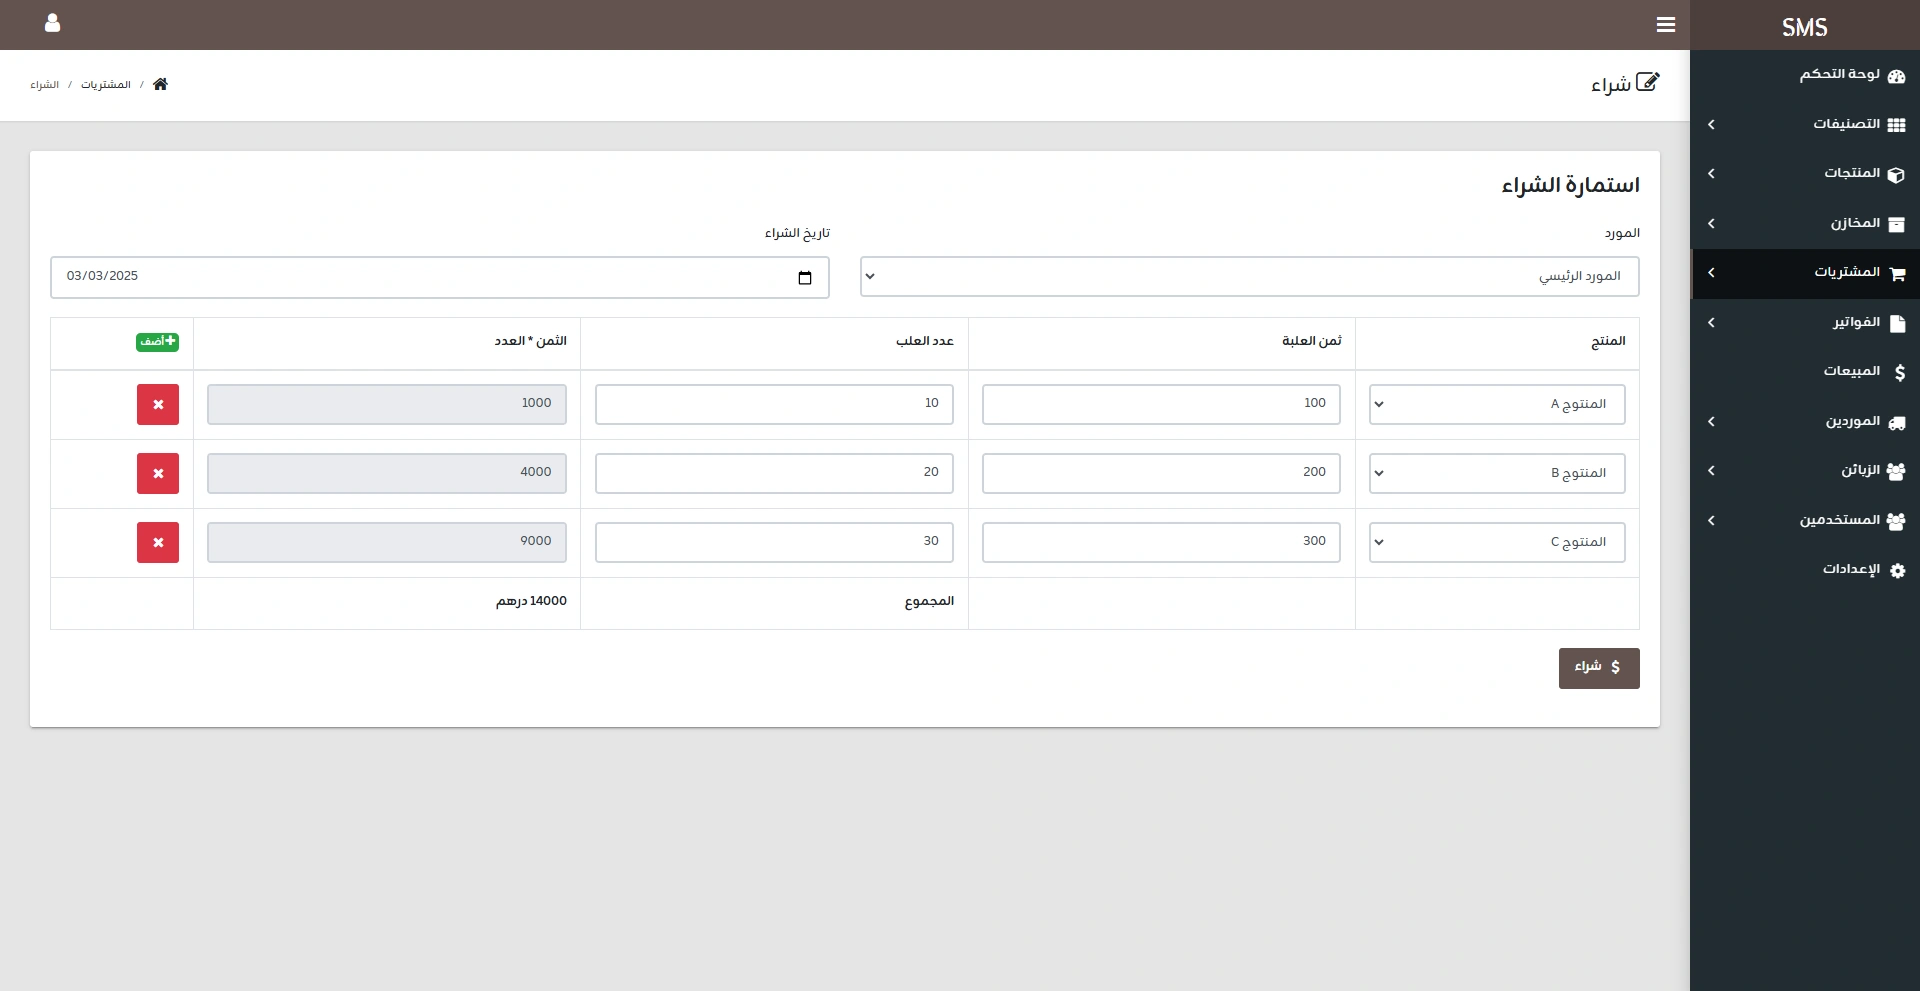 SMS
لوحة التحكم
التصنيفات
المنتجات
المخازن
المشتريات
الفواتير
المبيعات
الموردين
الزبائن
المستخدمين
الإعدادات
شراء
المشتريات / الشراء /
استمارة الشراء
المورد تاريخ الشراء
المورد الرئيسي 03/03/2025
المنتج ثمن العلبة عدد العلب الثمن * العدد أضف
المنتوج A 100 10 1000
المنتوج B 200 20 4000
المنتوج C 300 30 9000
المجموع 14000 درهم
$ شراء